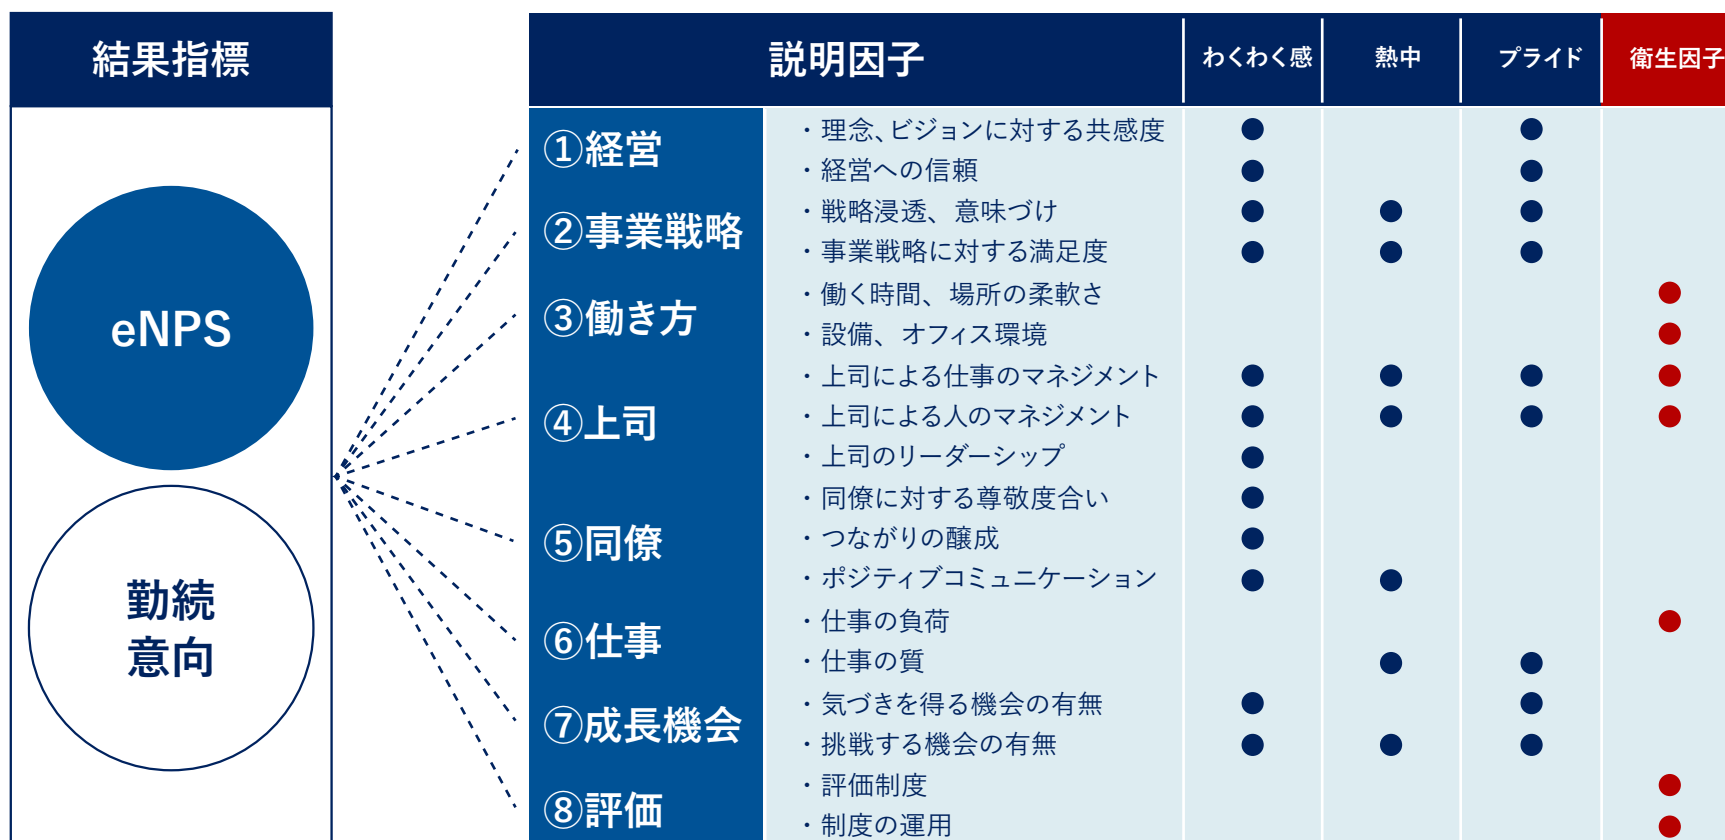 結果指標
eNPS
勤続
意向
説明因子 わくわく感 熱中 プライド 衛生因子
①経営
・理念、ビジョンに対する共感度
・経営への信頼
②事業戦略
・戦略浸透、意味づけ
・事業戦略に対する満足度
③働き方
・働く時間、場所の柔軟さ
・設備、オフィス環境
④上司
・上司による仕事のマネジメント
・上司による人のマネジメント
・上司のリーダーシップ
⑤同僚
・同僚に対する尊敬度合い
・つながりの醸成
・ポジティブコミュニケーション
⑥仕事
・仕事の負荷
・仕事の質
⑦成長機会
・気づきを得る機会の有無
・挑戦する機会の有無
⑧評価
・評価制度
・制度の運用